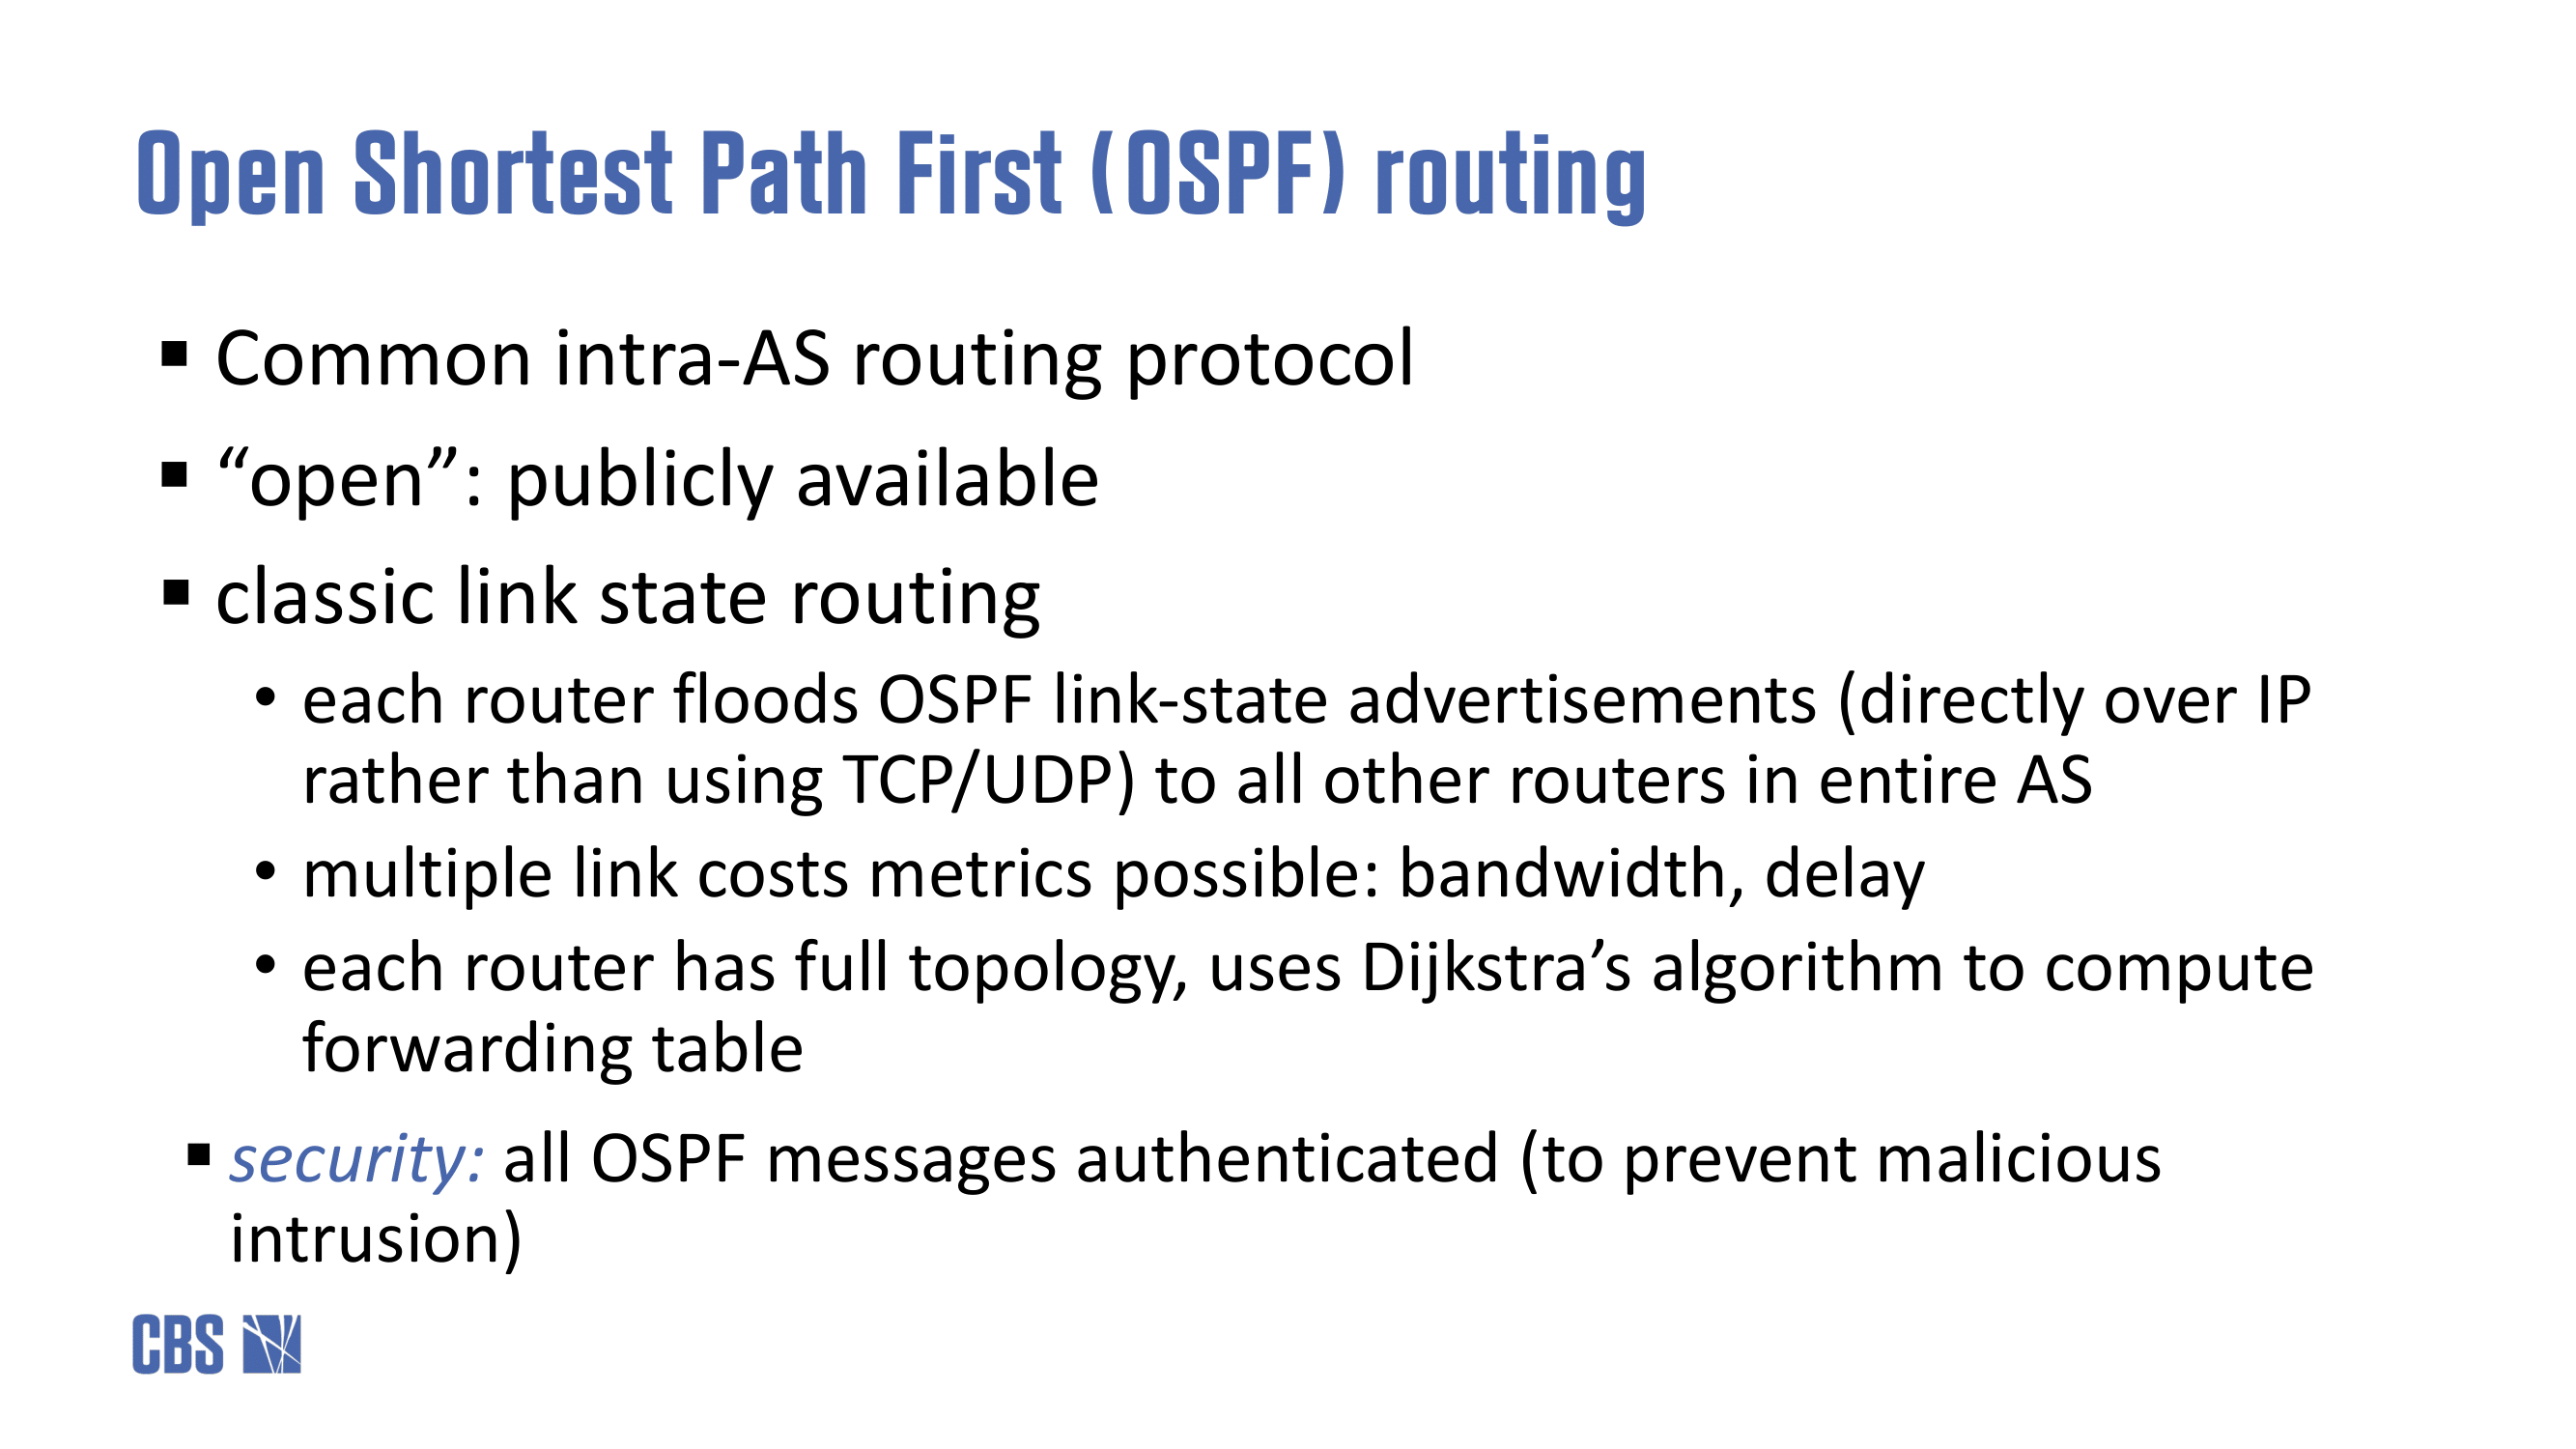 Open Shortest Path First (OSPF) routing
▪ Common intra-AS routing protocol
▪ “open”: publicly available
▪ classic link state routing
• each router floods OSPF link-state advertisements (directly over IP
rather than using TCP/UDP) to all other routers in entire AS
• multiple link costs metrics possible: bandwidth, delay
• each router has full topology, uses Dijkstra’s algorithm to compute
forwarding table
▪ security: all OSPF messages authenticated (to prevent malicious
intrusion)
CBS